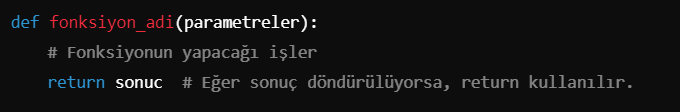 def fonksiyon_adi(parametreler):
    # Fonksiyonun yapacağı işler
    return sonuc  # Eğer sonuç döndürülüyorsa, return kullanılır.